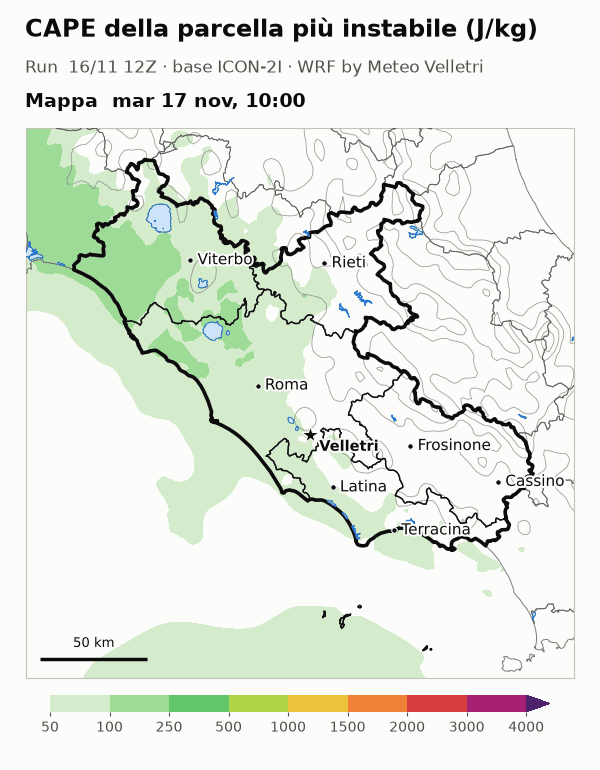 CAPE della parcella più instabile (J/kg)
Run 16/11 12Z · base ICON-2I · WRF by Meteo Velletri
Mappa mar 17 nov, 10:00
Viterbo
Rieti
Roma
Velletri
Frosinone
Latina
Cassino
Terracina
50 km
50 100 250 500 1000 1500 2000 3000 4000